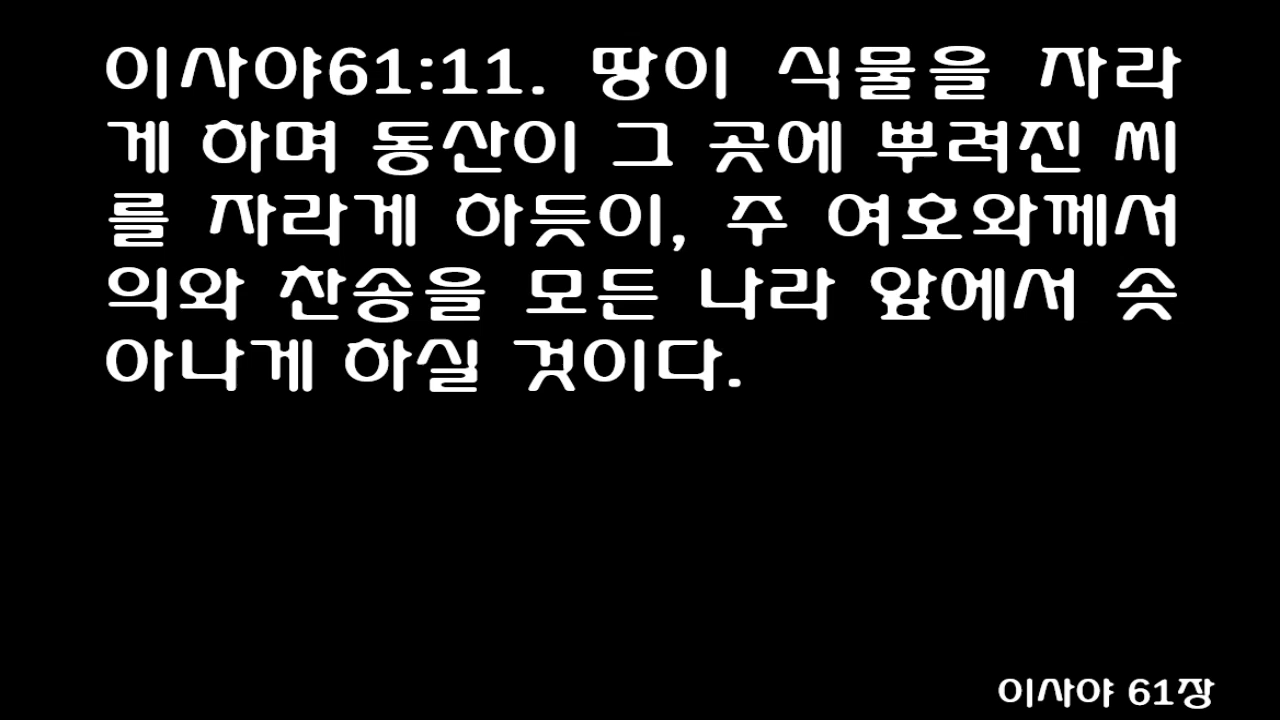 이사야61:11. 땅이 식물을 자라
게 하며 동산이 그 곳에 뿌려진 씨
를 자라게 하듯이, 주 여호와께서
의와 찬송을 모든 나라 앞에서 솟
아나게 하실 것이다.
이사야 61장